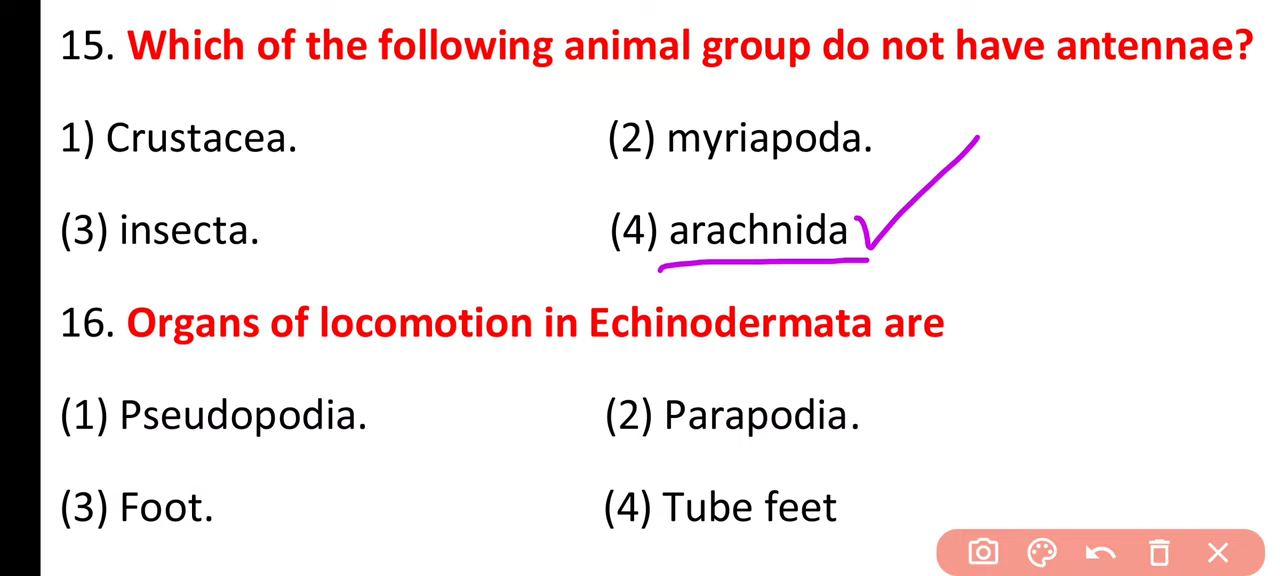 15. Which of the following animal group do not have antennae?
1) Crustacea. (2) myriapoda.
(3) insecta. (4) arachnida
16. Organs of locomotion in Echinodermata are
(1) Pseudopodia. (2) Parapodia.
(3) Foot. (4) Tube feet